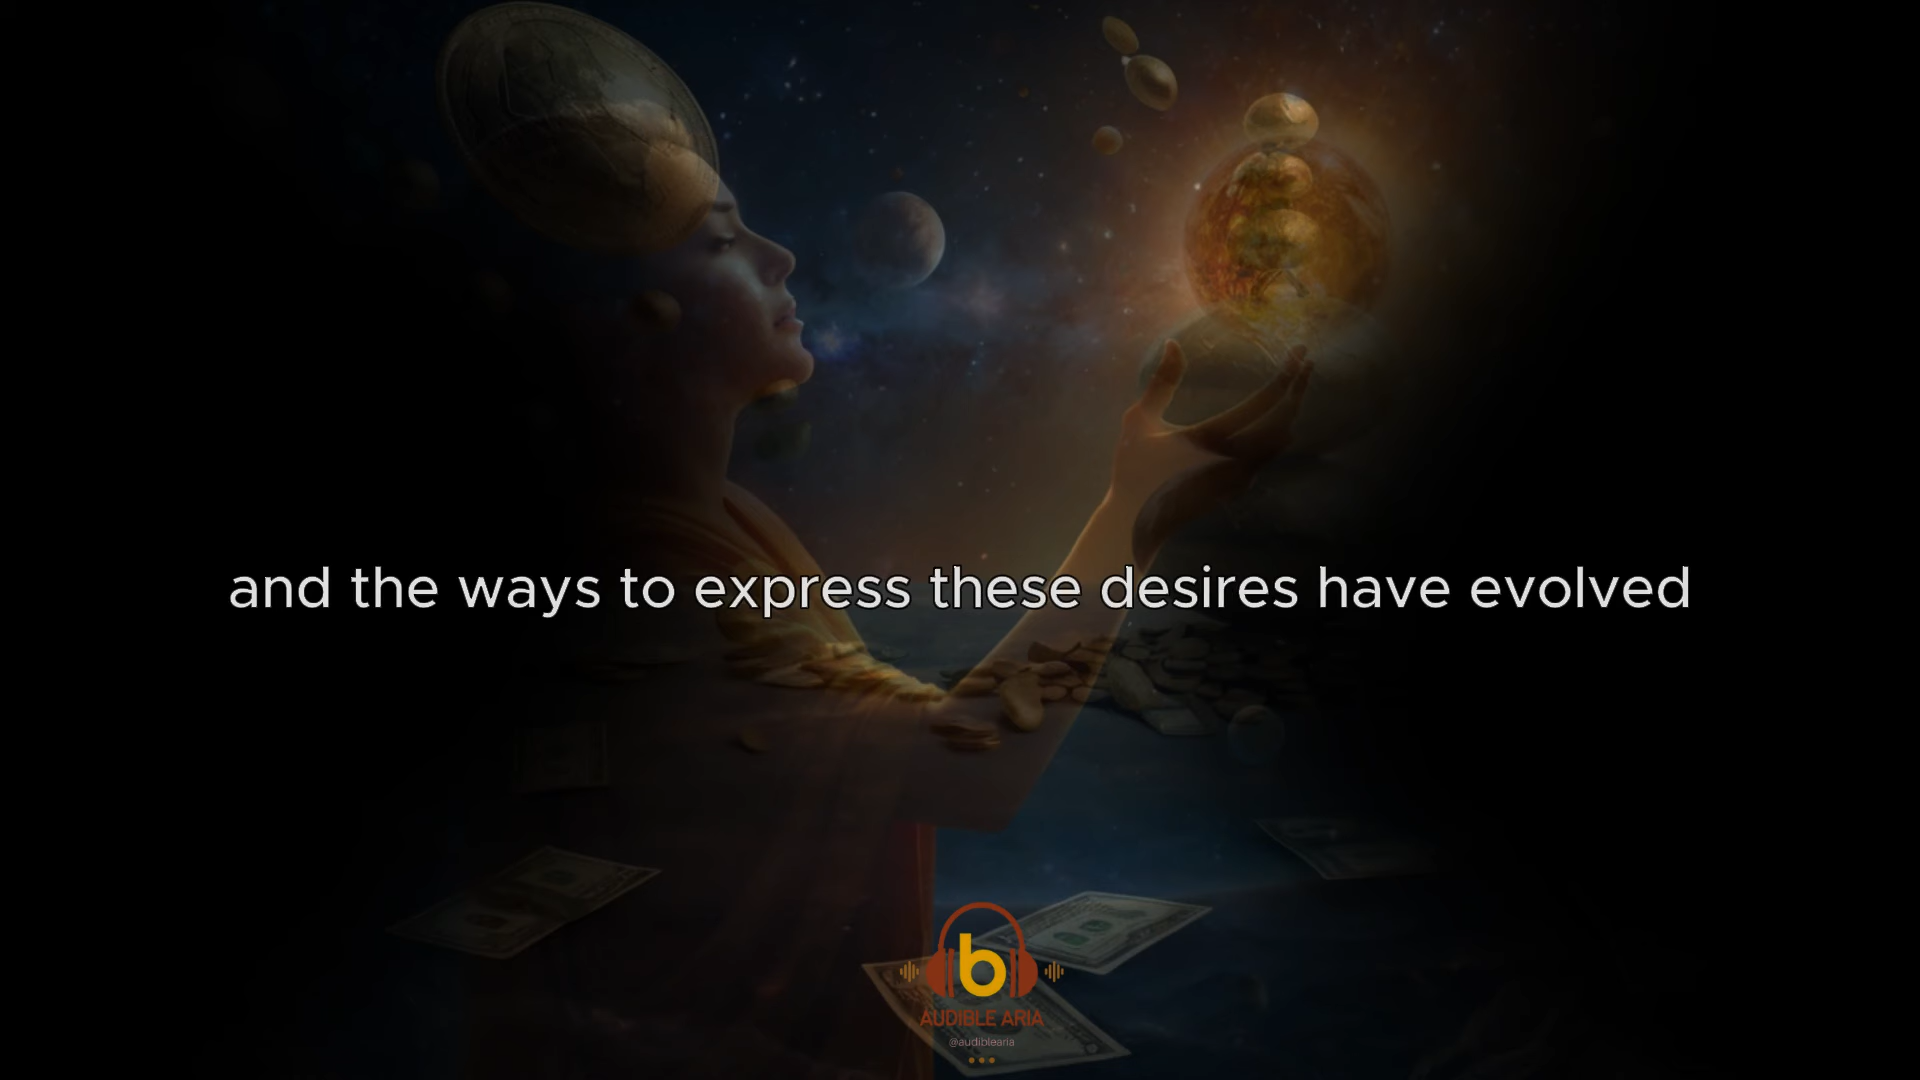 and the ways to express these desires have evolved
b
AUDIBLE ARIA
@audiblearia